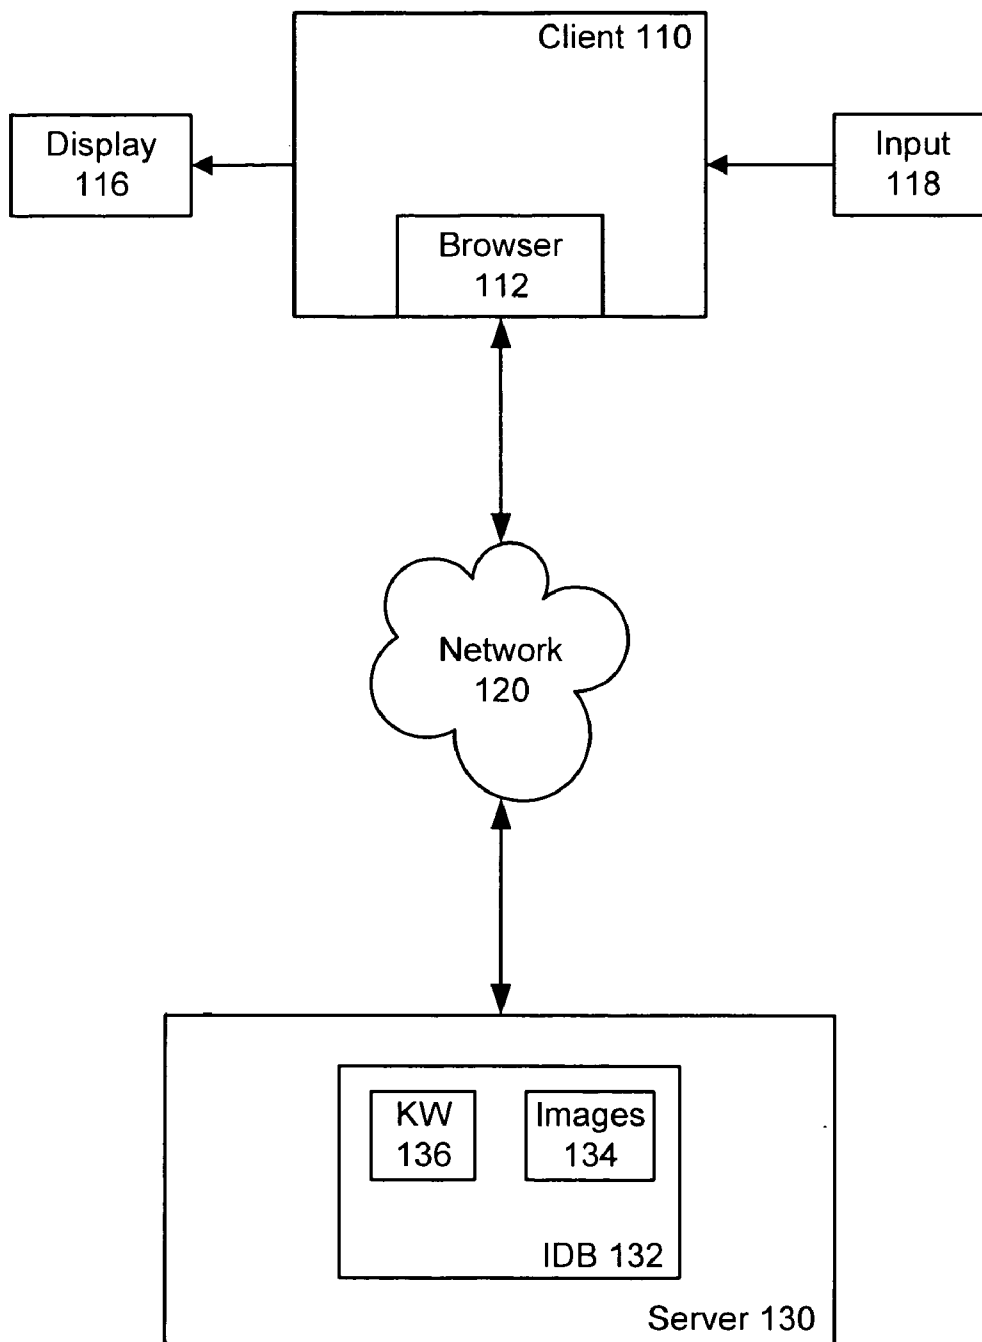 Client 110
Display
116
Input
118
Browser
112
Network
120
KW
136
Images
134
IDB 132
Server 130